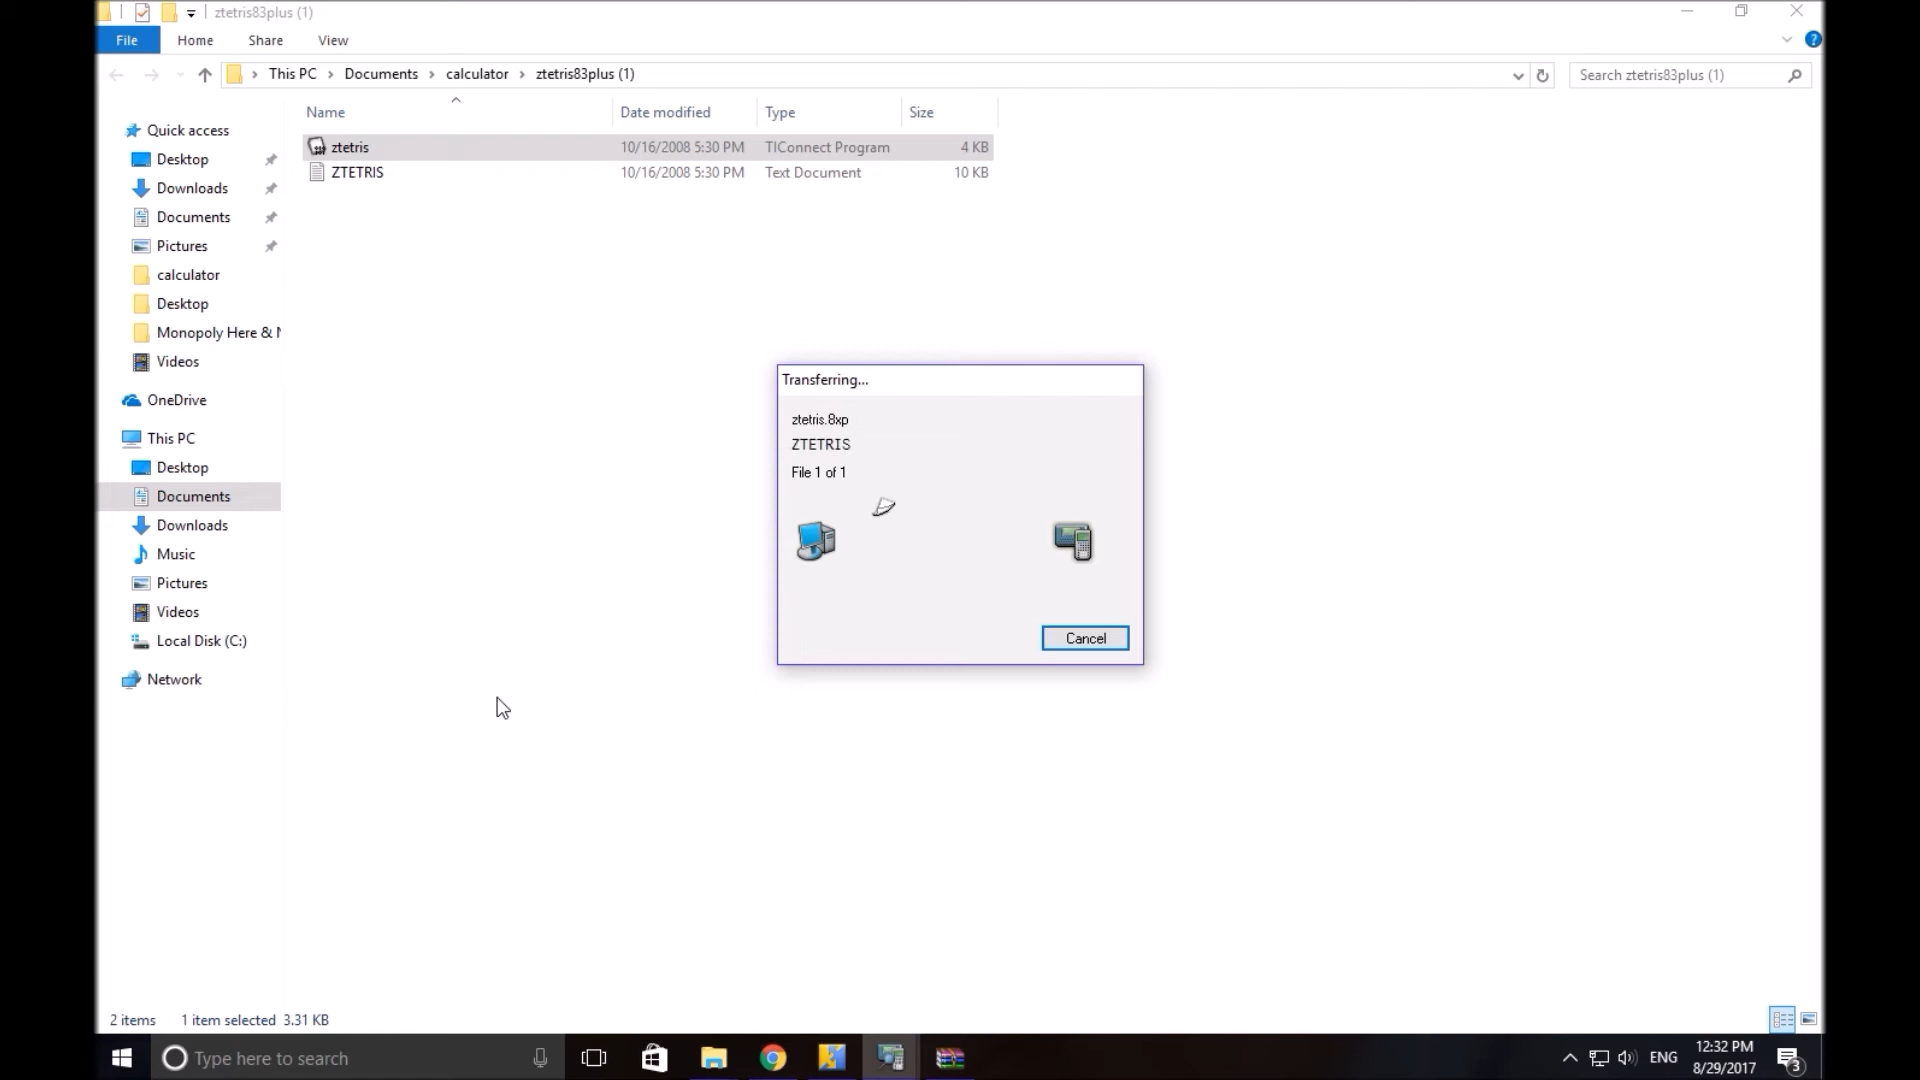 ztetris83plus (1)
File Home Share View
This PC Documents calculator ztetris83plus (1)
Search ztetris83plus (1)
Name Date modified Type Size
ztetris 10/16/2008 5:30 PM TIConnect Program 4 KB
ZTETRIS 10/16/2008 5:30 PM Text Document 10 KB
Quick access
Desktop
Downloads
Documents
Pictures
calculator
Desktop
Monopoly Here &
Videos
OneDrive
This PC
Desktop
Documents
Downloads
Music
Pictures
Videos
Local Disk (C:)
Network
Transferring...
ztetris.8xp
ZTETRIS
File 1 of 1
Cancel
2 items 1 item selected 3.31 KB
Type here to search
ENG
12:32 PM
8/29/2017
3